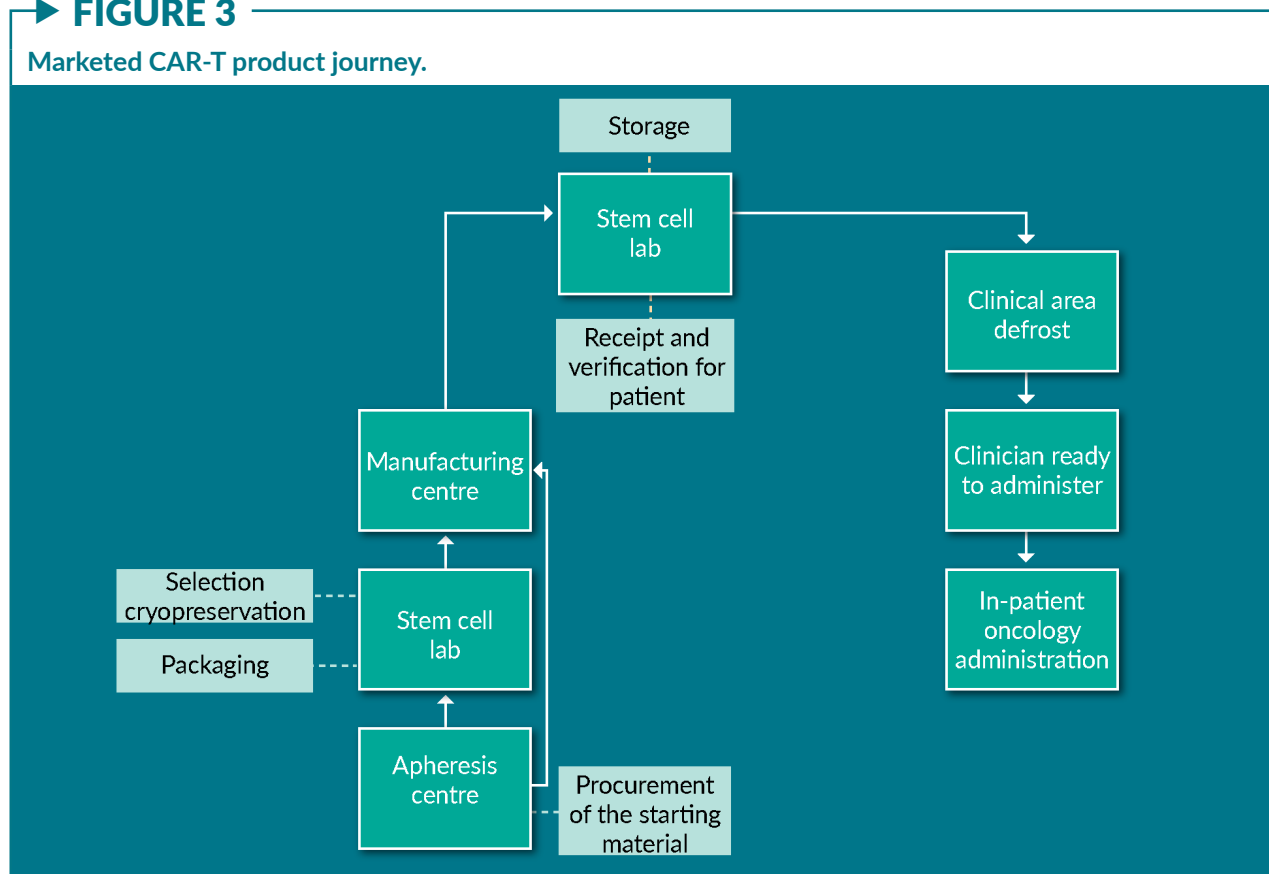 FIGURE 3
Marketed CAR-T product journey.
Storage
Stem cell
lab
Receipt and
verification for
patient
Clinical area
defrost
Manufacturing
centre
Clinician ready
to administer
Selection
cryopreservation
Packaging
Stem cell
lab
In-patient
oncology
administration
Apheresis
centre
Procurement
of the starting
material